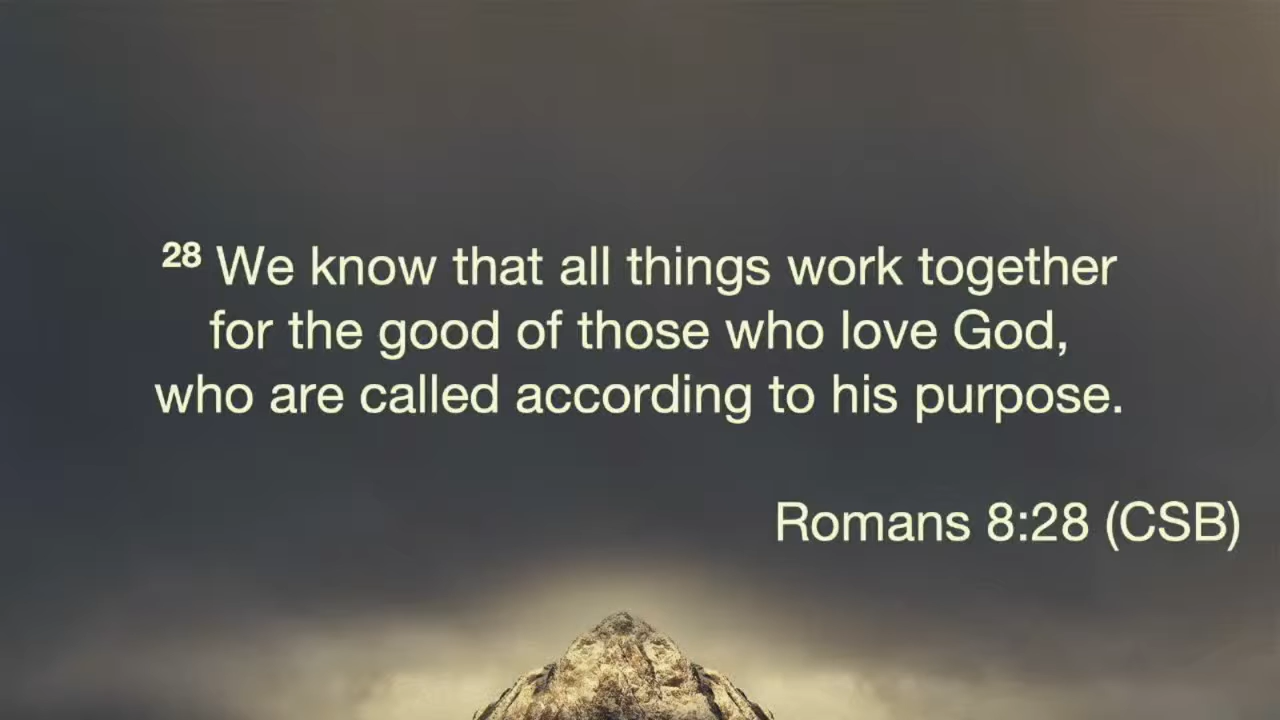 28 We know that all things work together
for the good of those who love God,
who are called according to his purpose.
Romans 8:28 (CSB)